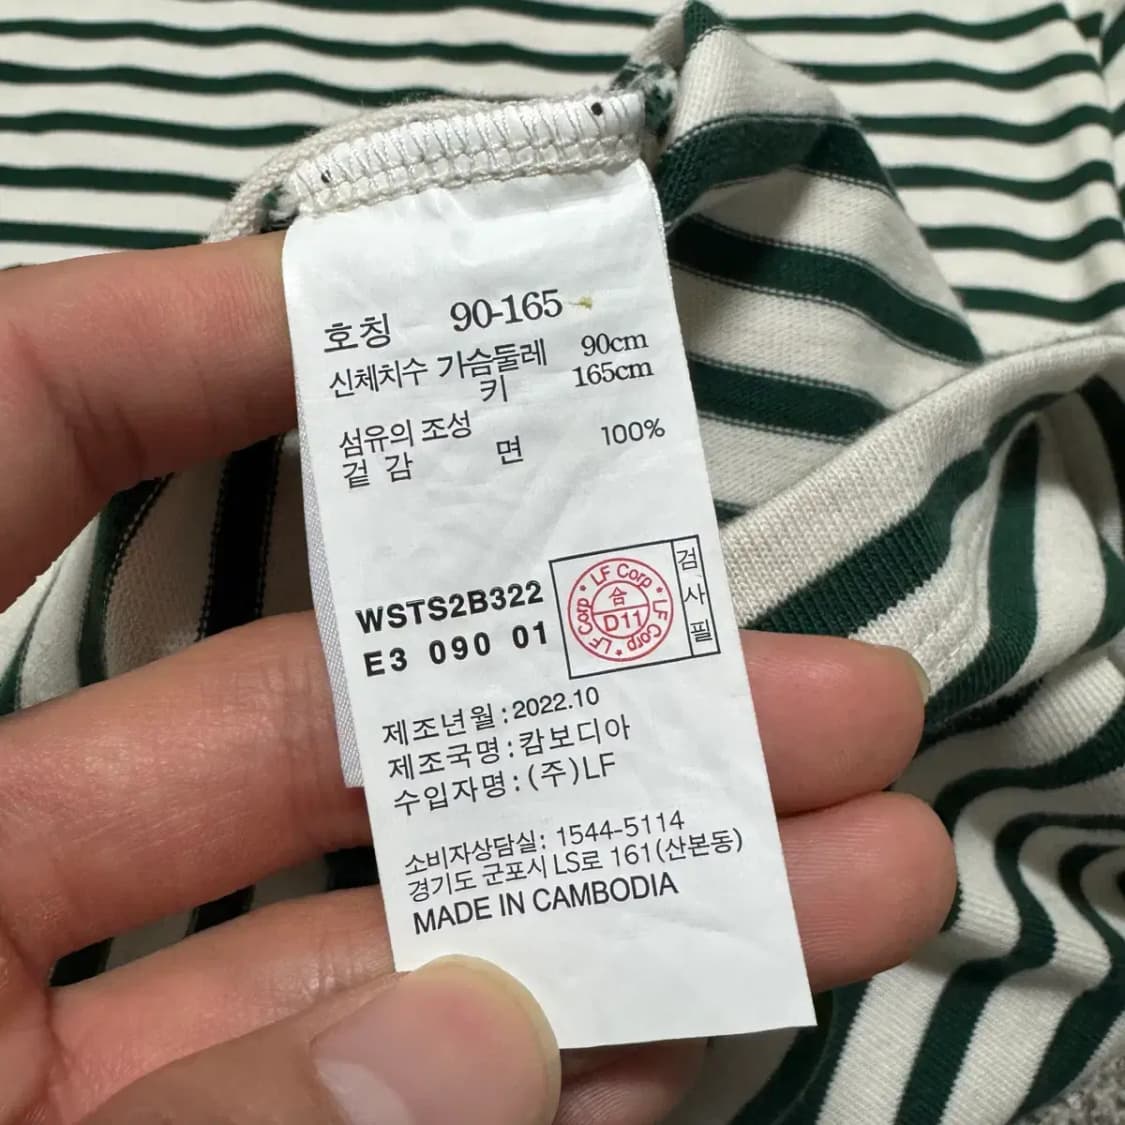 호칭 90-165
신체치수 가슴둘레 90cm
키 165cm
섬유의 조성
겉 감 면 100%
WSTS2B322
E3 090 01
LF Corp · LF Corp · LF Corp
合
D11
검사필
제조년월:2022.10
제조국명:캄보디아
수입자명:(주)LF
소비자상담실: 1544-5114
경기도 군포시 LS로 161(산본동)
MADE IN CAMBODIA